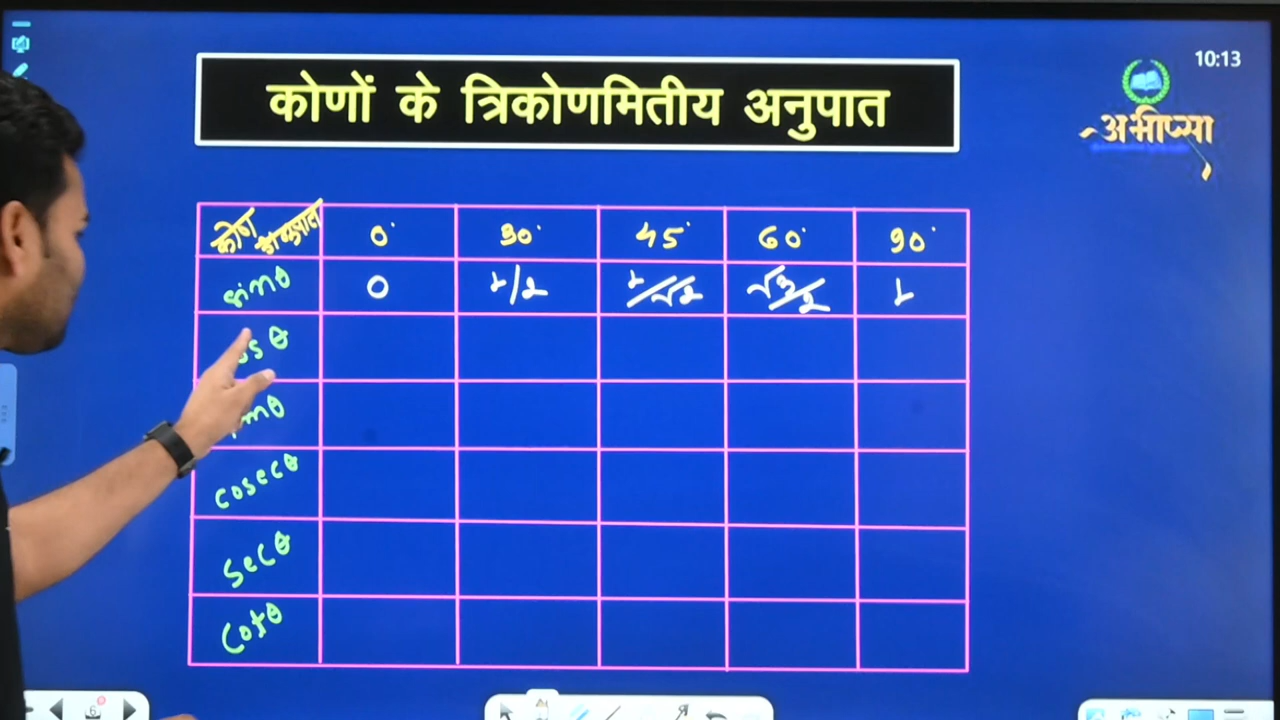 10:13
कोणों के त्रिकोणमितीय अनुपात
अभीप्सा
कोण
0° 30° 45° 60° 90°
sinθ 0 1/2 1/√2 √3/2 1
θ
θ
cosecθ
secθ
cotθ
6